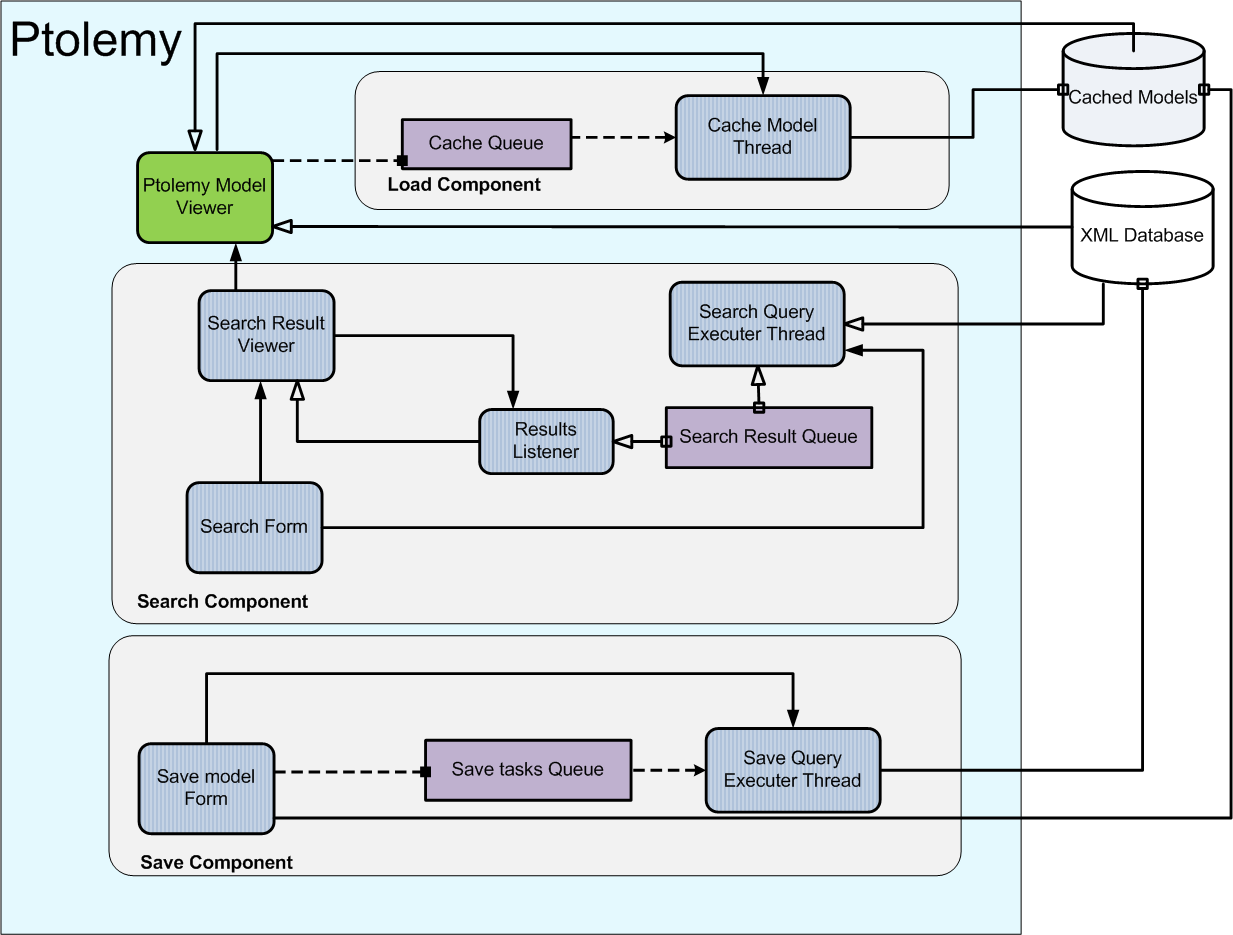 Ptolemy
Cached Models
Cache Model
Thread
Cache Queue
Load Component
Ptolemy Model
Viewer
XML Database
Search Result
Viewer
Search Query
Executer Thread
Results
Listener
Search Result Queue
Search Form
Search Component
Save model
Form
Save tasks Queue
Save Query
Executer Thread
Save Component